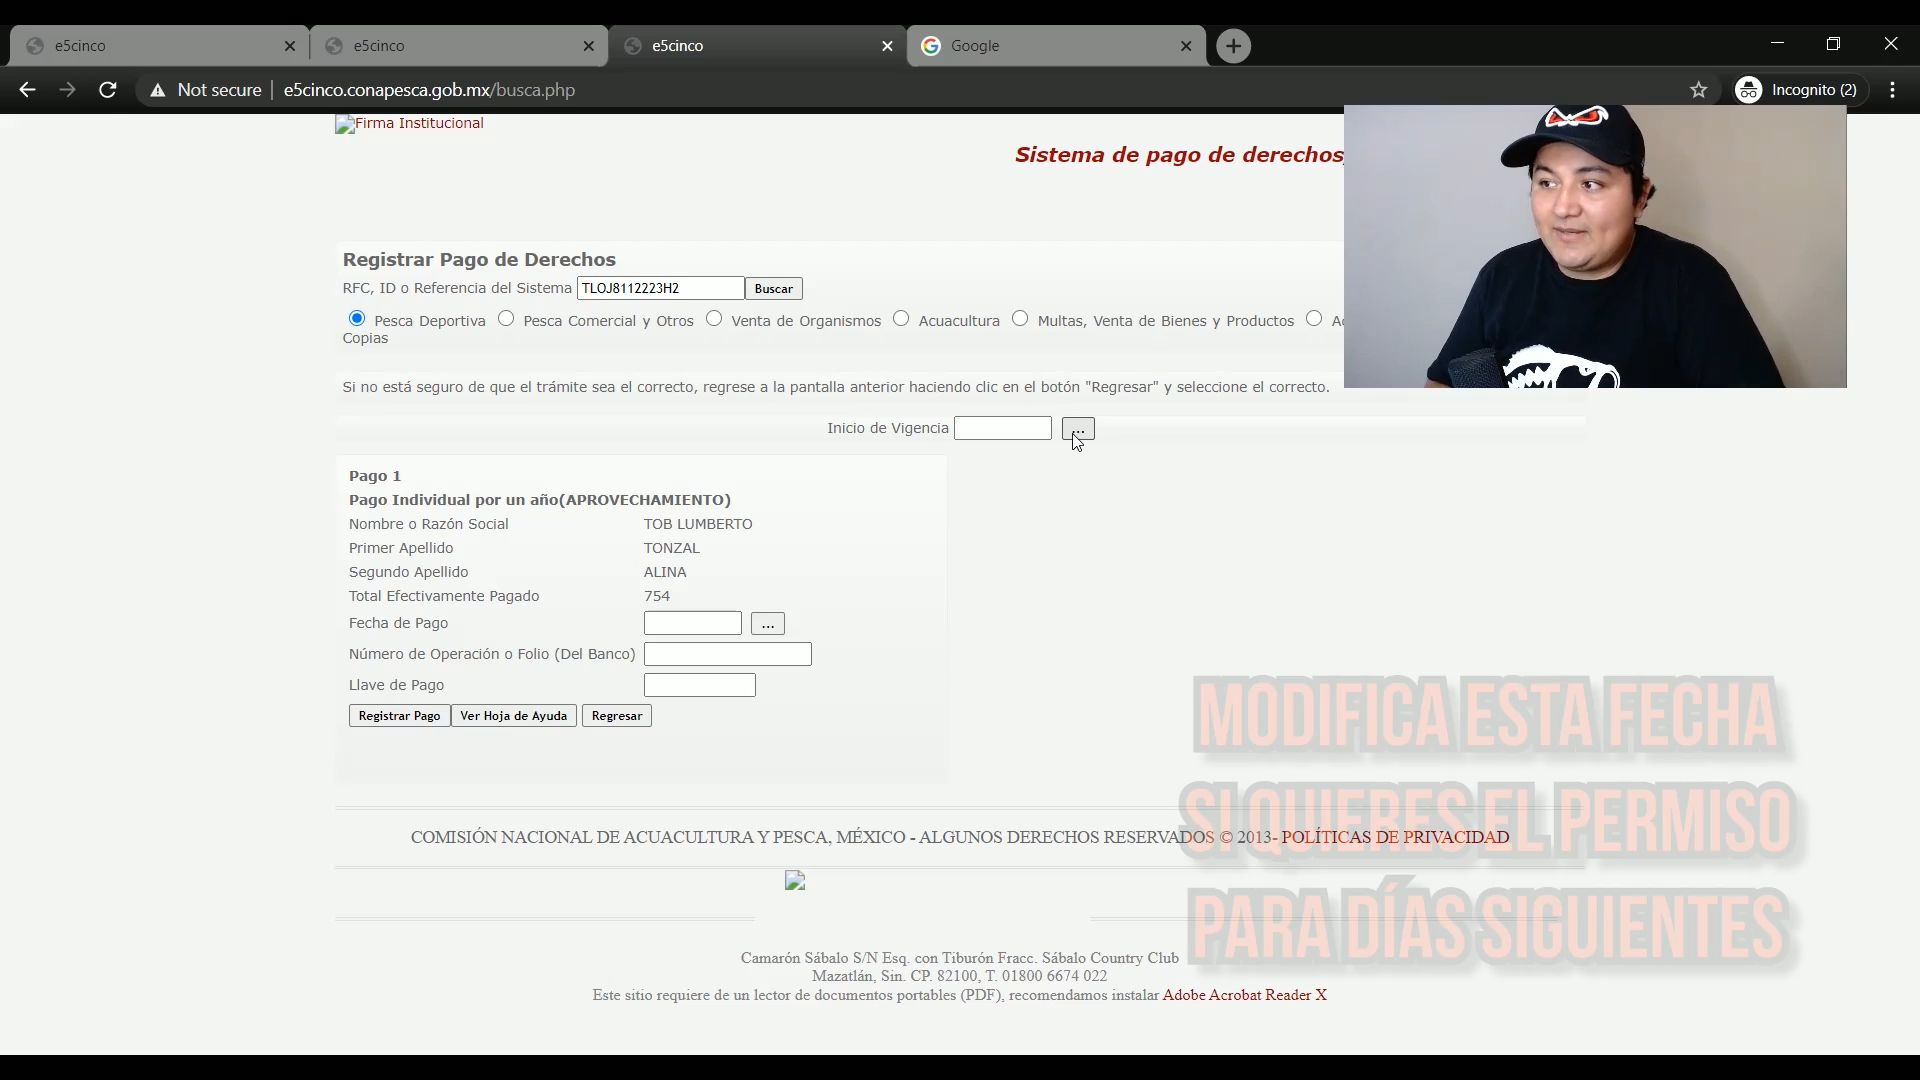 e5cinco
e5cinco
e5cinco
Google
Not secure
e5cinco.conapesca.gob.mx/busca.php
Incognito (2)
Firma Institucional
Sistema de pago de derechos,
Registrar Pago de Derechos
RFC, ID o Referencia del Sistema TLOJ8112223H2 Buscar
Pesca Deportiva Pesca Comercial y Otros Venta de Organismos Acuacultura Multas, Venta de Bienes y Productos
Copias
Si no está seguro de que el trámite sea el correcto, regrese a la pantalla anterior haciendo clic en el botón "Regresar" y seleccione el correcto.
Inicio de Vigencia ...
Pago 1
Pago Individual por un año(APROVECHAMIENTO)
Nombre o Razón Social TOB LUMBERTO
Primer Apellido TONZAL
Segundo Apellido ALINA
Total Efectivamente Pagado 754
Fecha de Pago ...
Número de Operación o Folio (Del Banco)
Llave de Pago
Registrar Pago Ver Hoja de Ayuda Regresar
MODIFICA ESTA FECHA
SI QUIERES EL PERMISO
PARA DÍAS SIGUIENTES
COMISIÓN NACIONAL DE ACUACULTURA Y PESCA, MÉXICO - ALGUNOS DERECHOS RESERVADOS © 2013- POLÍTICAS DE PRIVACIDAD
Camarón Sábalo S/N Esq. con Tiburón Fracc. Sábalo Country Club
Mazatlán, Sin. CP. 82100, T. 01800 6674 022
Este sitio requiere de un lector de documentos portables (PDF), recomendamos instalar Adobe Acrobat Reader X